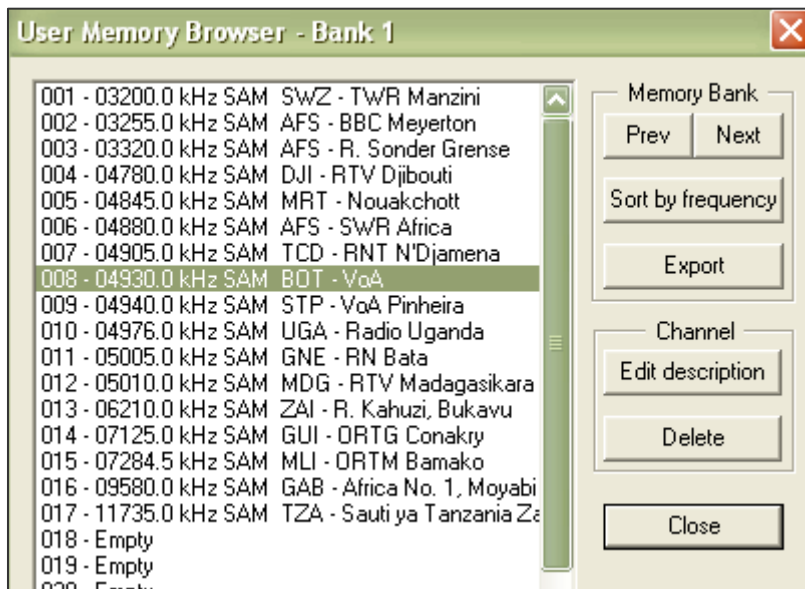 User Memory Browser - Bank 1
001 - 03200.0 kHz SAM SWZ - TWR Manzini
002 - 03255.0 kHz SAM AFS - BBC Meyerton
003 - 03320.0 kHz SAM AFS - R. Sonder Grense
004 - 04780.0 kHz SAM DJI - RTV Djibouti
005 - 04845.0 kHz SAM MRT - Nouakchott
006 - 04880.0 kHz SAM AFS - SWR Africa
007 - 04905.0 kHz SAM TCD - RNT N'Djamena
008 - 04930.0 kHz SAM BOT - VoA
009 - 04940.0 kHz SAM STP - VoA Pinheira
010 - 04976.0 kHz SAM UGA - Radio Uganda
011 - 05005.0 kHz SAM GNE - RN Bata
012 - 05010.0 kHz SAM MDG - RTV Madagasikara
013 - 06210.0 kHz SAM ZAI - R. Kahuzi, Bukavu
014 - 07125.0 kHz SAM GUI - ORTG Conakry
015 - 07284.5 kHz SAM MLI - ORTM Bamako
016 - 09580.0 kHz SAM GAB - Africa No. 1, Moyabi
017 - 11735.0 kHz SAM TZA - Sauti ya Tanzania Za
018 - Empty
019 - Empty
020 - Empty
Memory Bank
Prev Next
Sort by frequency
Export
Channel
Edit description
Delete
Close